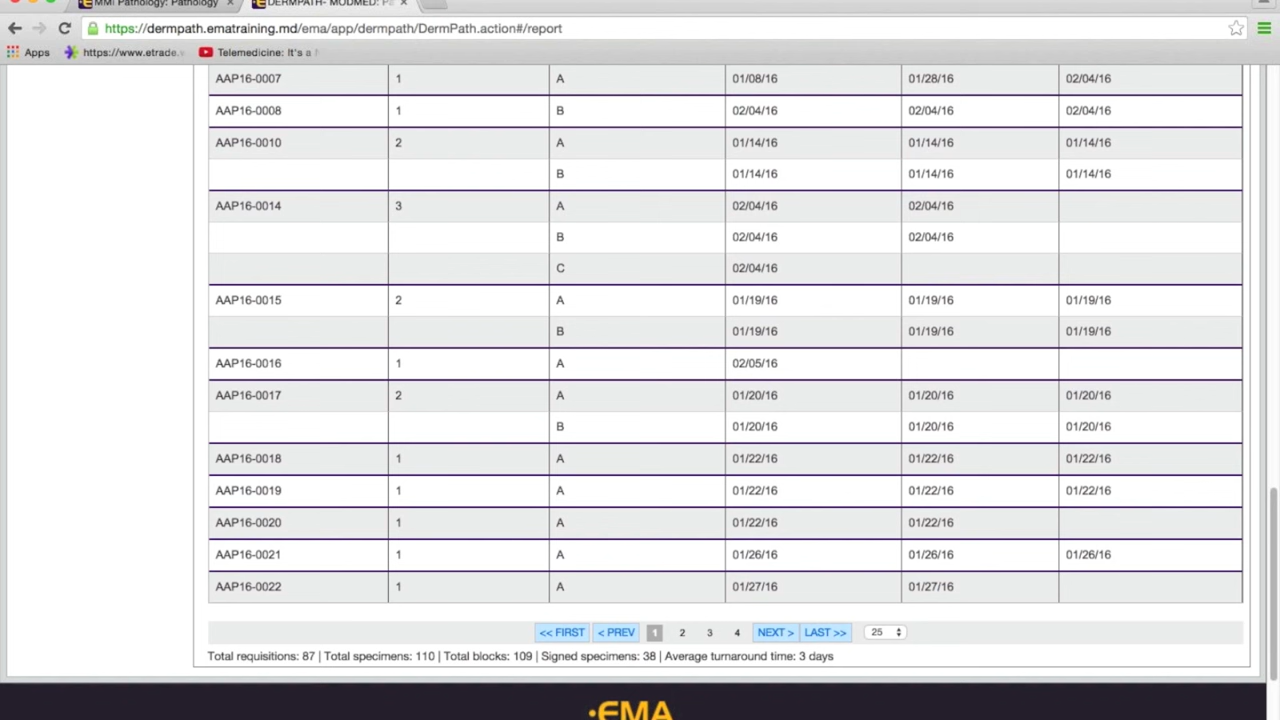 MMI Pathology: Pathology DERMPATH- MODMED: P
https://dermpath.ematraining.md/ema/app/dermpath/DermPath.action#/report
Apps https://www.etrade. Telemedicine: It's a
AAP16-0007 1 A 01/08/16 01/28/16 02/04/16
AAP16-0008 1 B 02/04/16 02/04/16 02/04/16
AAP16-0010 2 A 01/14/16 01/14/16 01/14/16
B 01/14/16 01/14/16 01/14/16
AAP16-0014 3 A 02/04/16 02/04/16
B 02/04/16 02/04/16
C 02/04/16
AAP16-0015 2 A 01/19/16 01/19/16 01/19/16
B 01/19/16 01/19/16 01/19/16
AAP16-0016 1 A 02/05/16
AAP16-0017 2 A 01/20/16 01/20/16 01/20/16
B 01/20/16 01/20/16 01/20/16
AAP16-0018 1 A 01/22/16 01/22/16 01/22/16
AAP16-0019 1 A 01/22/16 01/22/16 01/22/16
AAP16-0020 1 A 01/22/16 01/22/16
AAP16-0021 1 A 01/26/16 01/26/16 01/26/16
AAP16-0022 1 A 01/27/16 01/27/16
<< FIRST < PREV 1 2 3 4 NEXT > LAST >> 25
Total requisitions: 87 | Total specimens: 110 | Total blocks: 109 | Signed specimens: 38 | Average turnaround time: 3 days
EMA